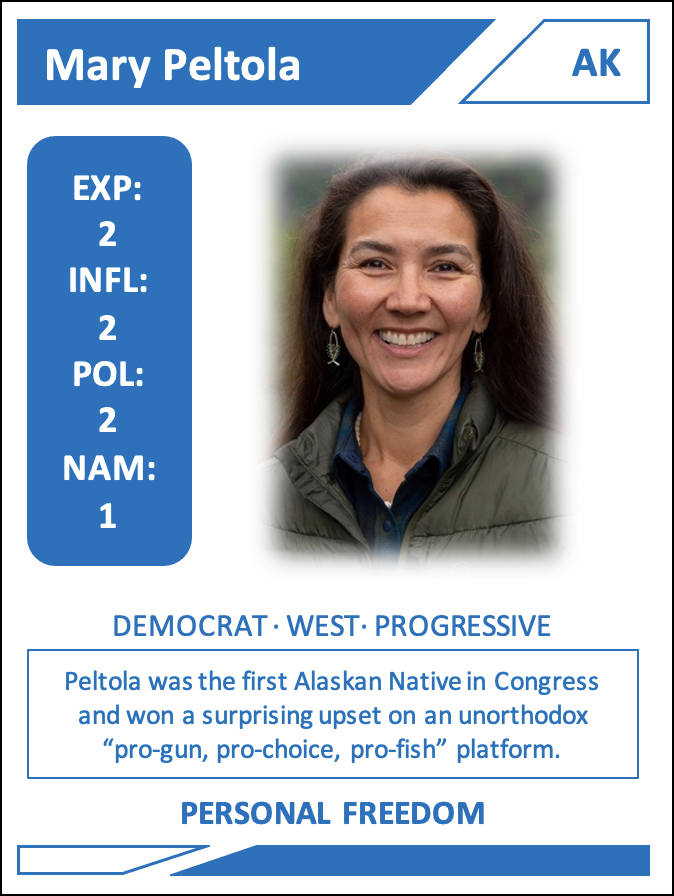 Mary Peltola
AK
EXP:
2
INFL:
2
POL:
2
NAM:
1
DEMOCRAT · WEST· PROGRESSIVE
Peltola was the first Alaskan Native in Congress
and won a surprising upset on an unorthodox
“pro-gun, pro-choice, pro-fish” platform.
PERSONAL FREEDOM